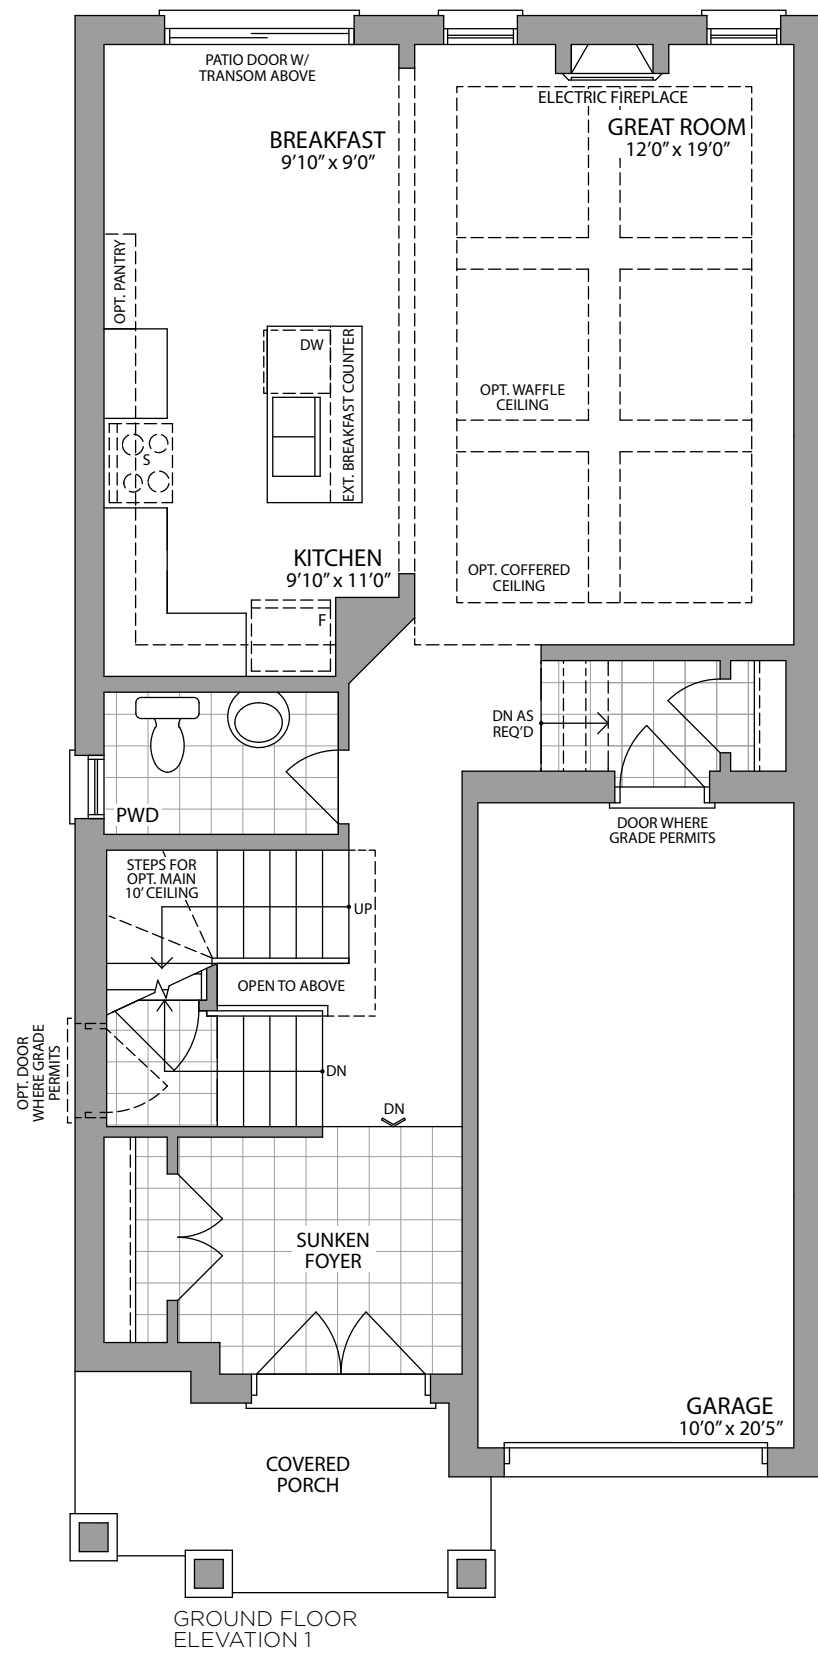 PATIO DOOR W/
TRANSOM ABOVE
ELECTRIC FIREPLACE
BREAKFAST
9'10" x 9'0"
GREAT ROOM
12'0" x 19'0"
OPT. PANTRY
DW
EXT. BREAKFAST COUNTER
OPT. WAFFLE
CEILING
S
KITCHEN
9'10" x 11'0"
OPT. COFFERED
CEILING
F
DN AS
REQ'D
PWD
DOOR WHERE
GRADE PERMITS
STEPS FOR
OPT. MAIN
10' CEILING
UP
OPEN TO ABOVE
OPT. DOOR
WHERE GRADE
PERMITS
DN
DN
SUNKEN
FOYER
GARAGE
10'0" x 20'5"
COVERED
PORCH
GROUND FLOOR
ELEVATION 1